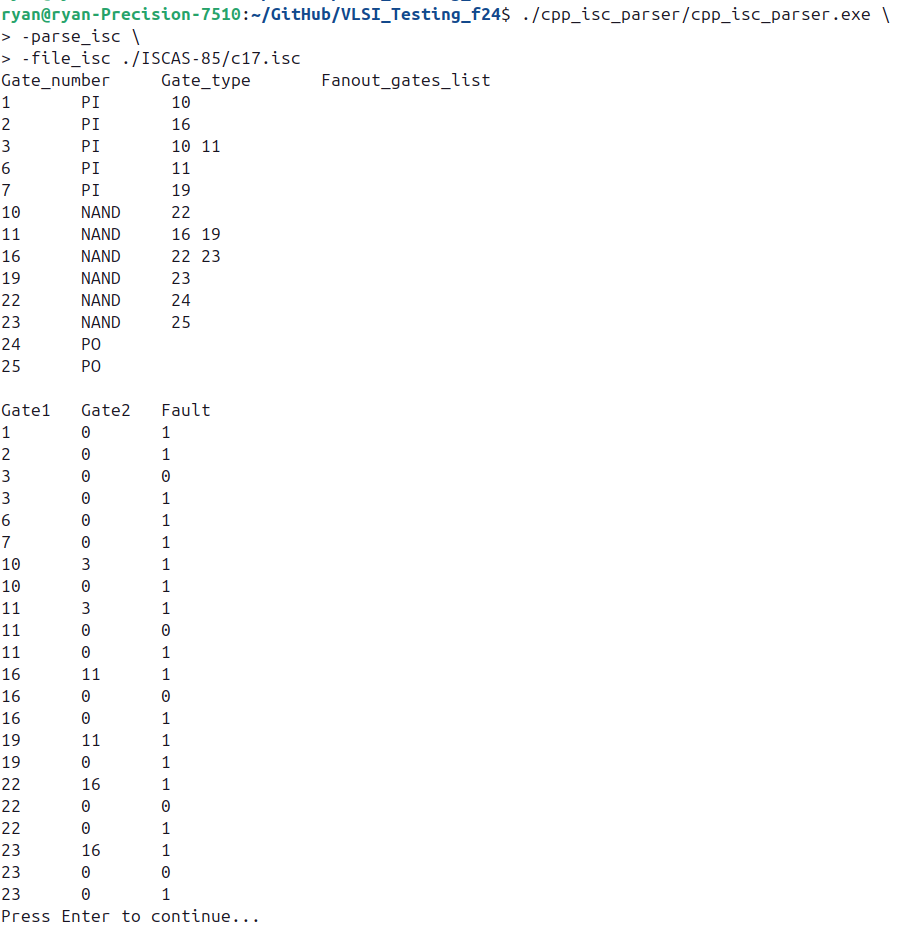 ryan@ryan-Precision-7510:~/GitHub/VLSI_Testing_f24$ ./cpp_isc_parser/cpp_isc_parser.exe \
> -parse_isc \
> -file_isc ./ISCAS-85/c17.isc
Gate_number     Gate_type       Fanout_gates_list
1       PI       10
2       PI       16
3       PI       10 11
6       PI       11
7       PI       19
10      NAND     22
11      NAND     16 19
16      NAND     22 23
19      NAND     23
22      NAND     24
23      NAND     25
24      PO
25      PO

Gate1   Gate2   Fault
1       0       1
2       0       1
3       0       0
3       0       1
6       0       1
7       0       1
10      3       1
10      0       1
11      3       1
11      0       0
11      0       1
16      11      1
16      0       0
16      0       1
19      11      1
19      0       1
22      16      1
22      0       0
22      0       1
23      16      1
23      0       0
23      0       1
Press Enter to continue...